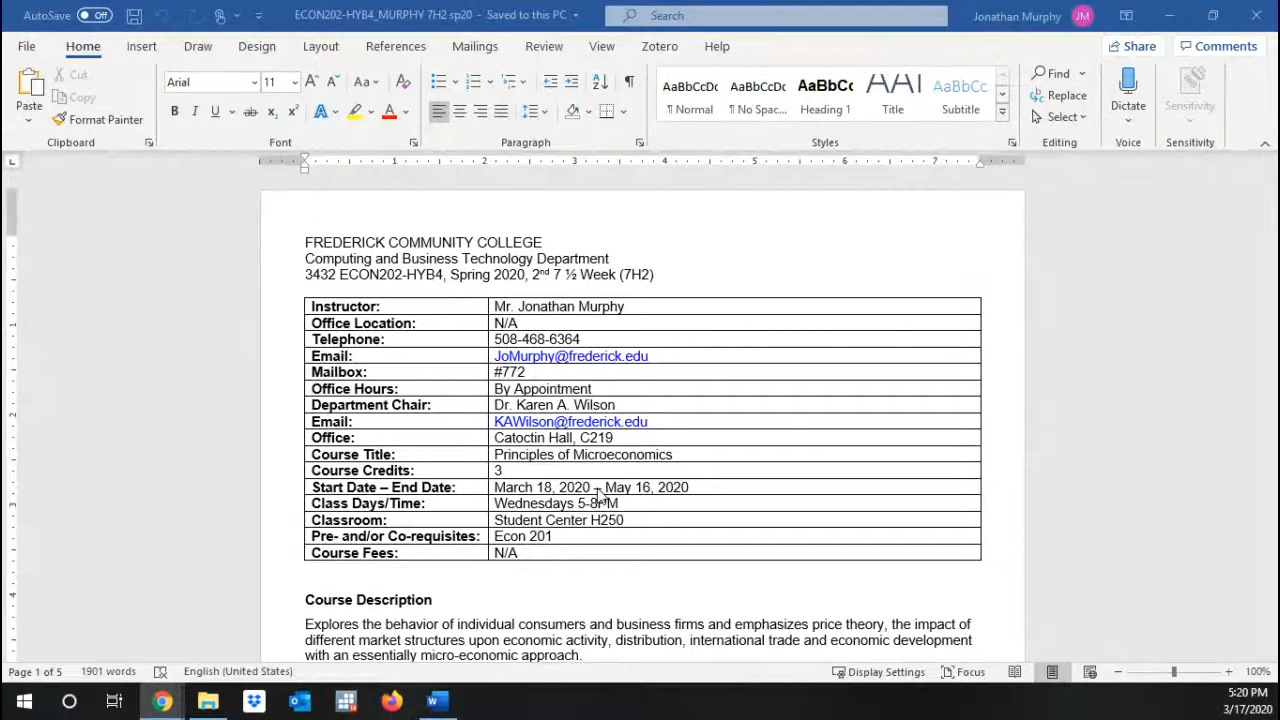 AutoSave Off ECON202-HYB4_MURPHY 7H2 sp20 - Saved to this PC Search Jonathan Murphy JM
File Home Insert Draw Design Layout References Mailings Review View Zotero Help Share Comments
Paste Cut Copy Format Painter
Arial 11
AaBbCcDc AaBbCcDc AaBbCc AaBbCcDc
¶ Normal ¶ No Spac... Heading 1 Title Subtitle
Find Replace Select Dictate Sensitivity
Clipboard Font Paragraph Styles Editing Voice Sensitivity
1 2 3 4 5 6 7
FREDERICK COMMUNITY COLLEGE
Computing and Business Technology Department
3432 ECON202-HYB4, Spring 2020, 2nd 7 ½ Week (7H2)
Instructor: Mr. Jonathan Murphy
Office Location: N/A
Telephone: 508-468-6364
Email: JoMurphy@frederick.edu
Mailbox: #772
Office Hours: By Appointment
Department Chair: Dr. Karen A. Wilson
Email: KAWilson@frederick.edu
Office: Catoctin Hall, C219
Course Title: Principles of Microeconomics
Course Credits: 3
Start Date – End Date: March 18, 2020 – May 16, 2020
Class Days/Time: Wednesdays 5-8PM
Classroom: Student Center H250
Pre- and/or Co-requisites: Econ 201
Course Fees: N/A
Course Description
Explores the behavior of individual consumers and business firms and emphasizes price theory, the impact of
different market structures upon economic activity, distribution, international trade and economic development
with an essentially micro-economic approach.
Page 1 of 5 1901 words English (United States) Display Settings Focus 100%
5:20 PM
3/17/2020